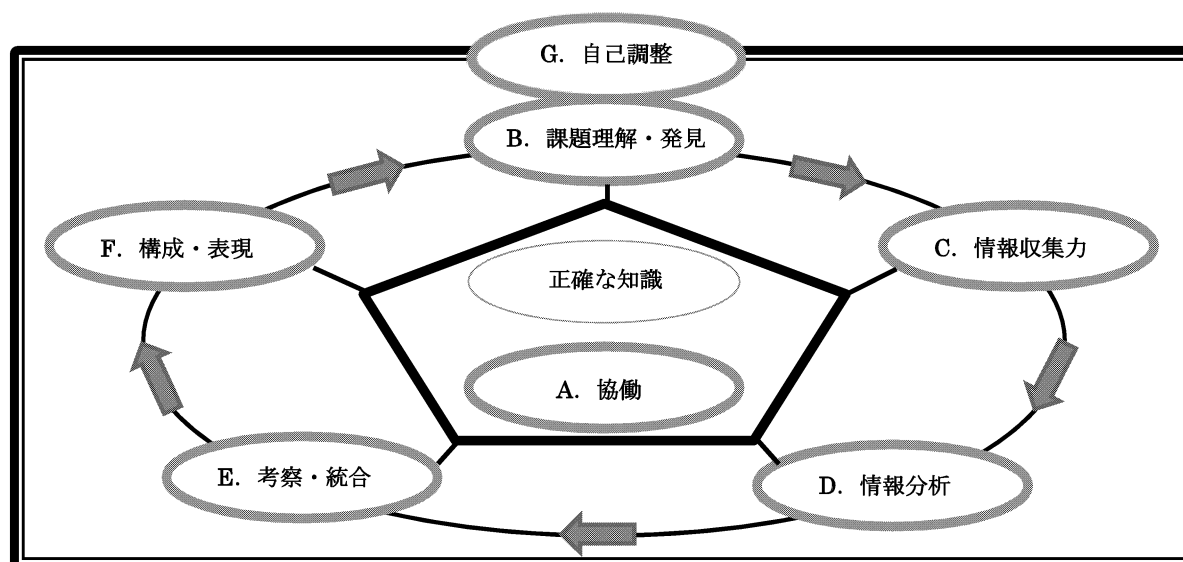 G. 自己調整
B. 課題理解・発見
F. 構成・表現
C. 情報収集力
正確な知識
A. 協働
E. 考察・統合
D. 情報分析